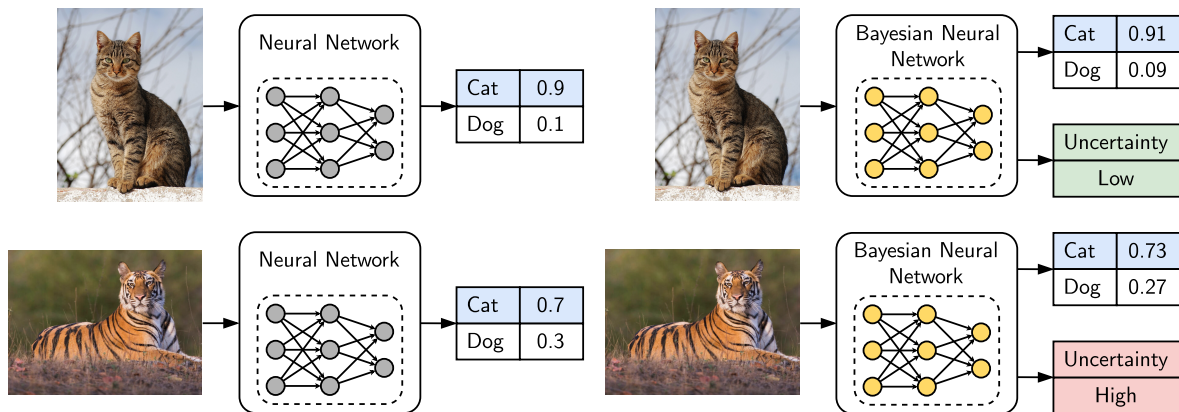 Neural Network
Cat 0.9
Dog 0.1
Bayesian Neural
Network
Cat 0.91
Dog 0.09
Uncertainty
Low
Neural Network
Cat 0.7
Dog 0.3
Bayesian Neural
Network
Cat 0.73
Dog 0.27
Uncertainty
High